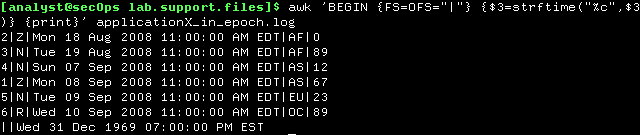 [analyst@secOps lab.support.files]$ awk 'BEGIN {FS=OFS="|"} {$3=strftime("%c",$3
)} {print}' applicationX_in_epoch.log
2|Z|Mon 18 Aug 2008 11:00:00 AM EDT|AF|0
3|N|Tue 19 Aug 2008 11:00:00 AM EDT|AF|89
4|N|Sun 07 Sep 2008 11:00:00 AM EDT|AS|12
1|Z|Mon 08 Sep 2008 11:00:00 AM EDT|AS|67
5|N|Tue 09 Sep 2008 11:00:00 AM EDT|EU|23
6|R|Wed 10 Sep 2008 11:00:00 AM EDT|OC|89
||Wed 31 Dec 1969 07:00:00 PM EST